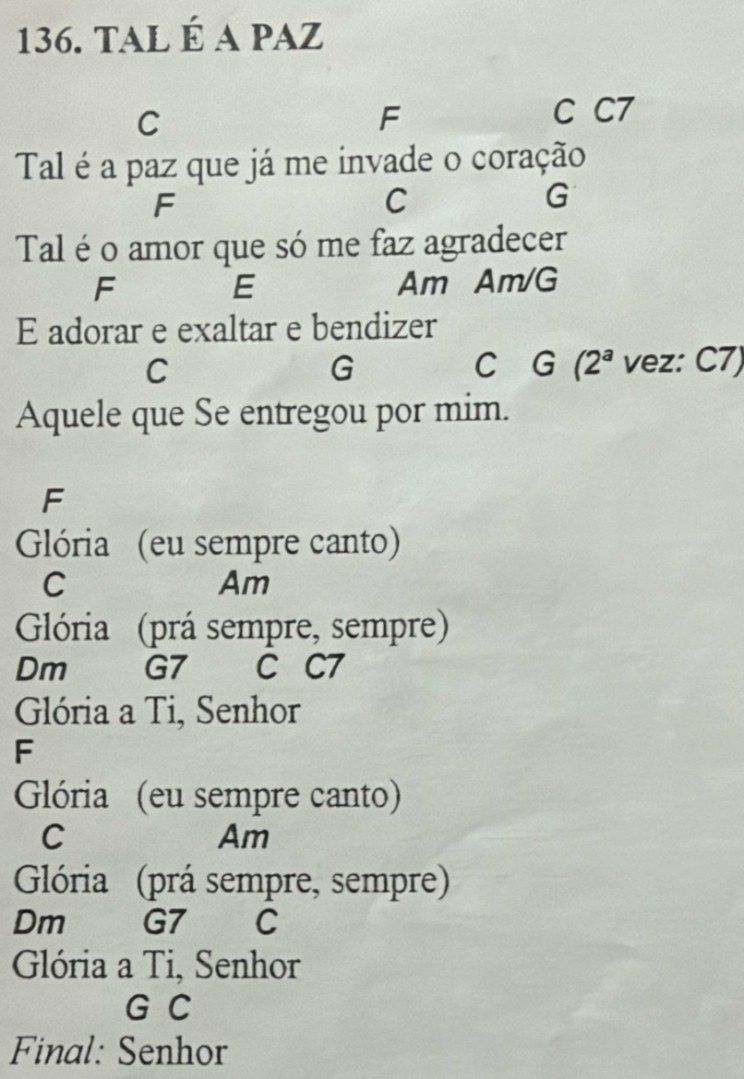 136. TAL É A PAZ
C F C C7
Tal é a paz que já me invade o coração
F C G
Tal é o amor que só me faz agradecer
F E Am Am/G
E adorar e exaltar e bendizer
C G C G (2ª vez: C7)
Aquele que Se entregou por mim.
F
Glória (eu sempre canto)
C Am
Glória (prá sempre, sempre)
Dm G7 C C7
Glória a Ti, Senhor
F
Glória (eu sempre canto)
C Am
Glória (prá sempre, sempre)
Dm G7 C
Glória a Ti, Senhor
G C
Final: Senhor